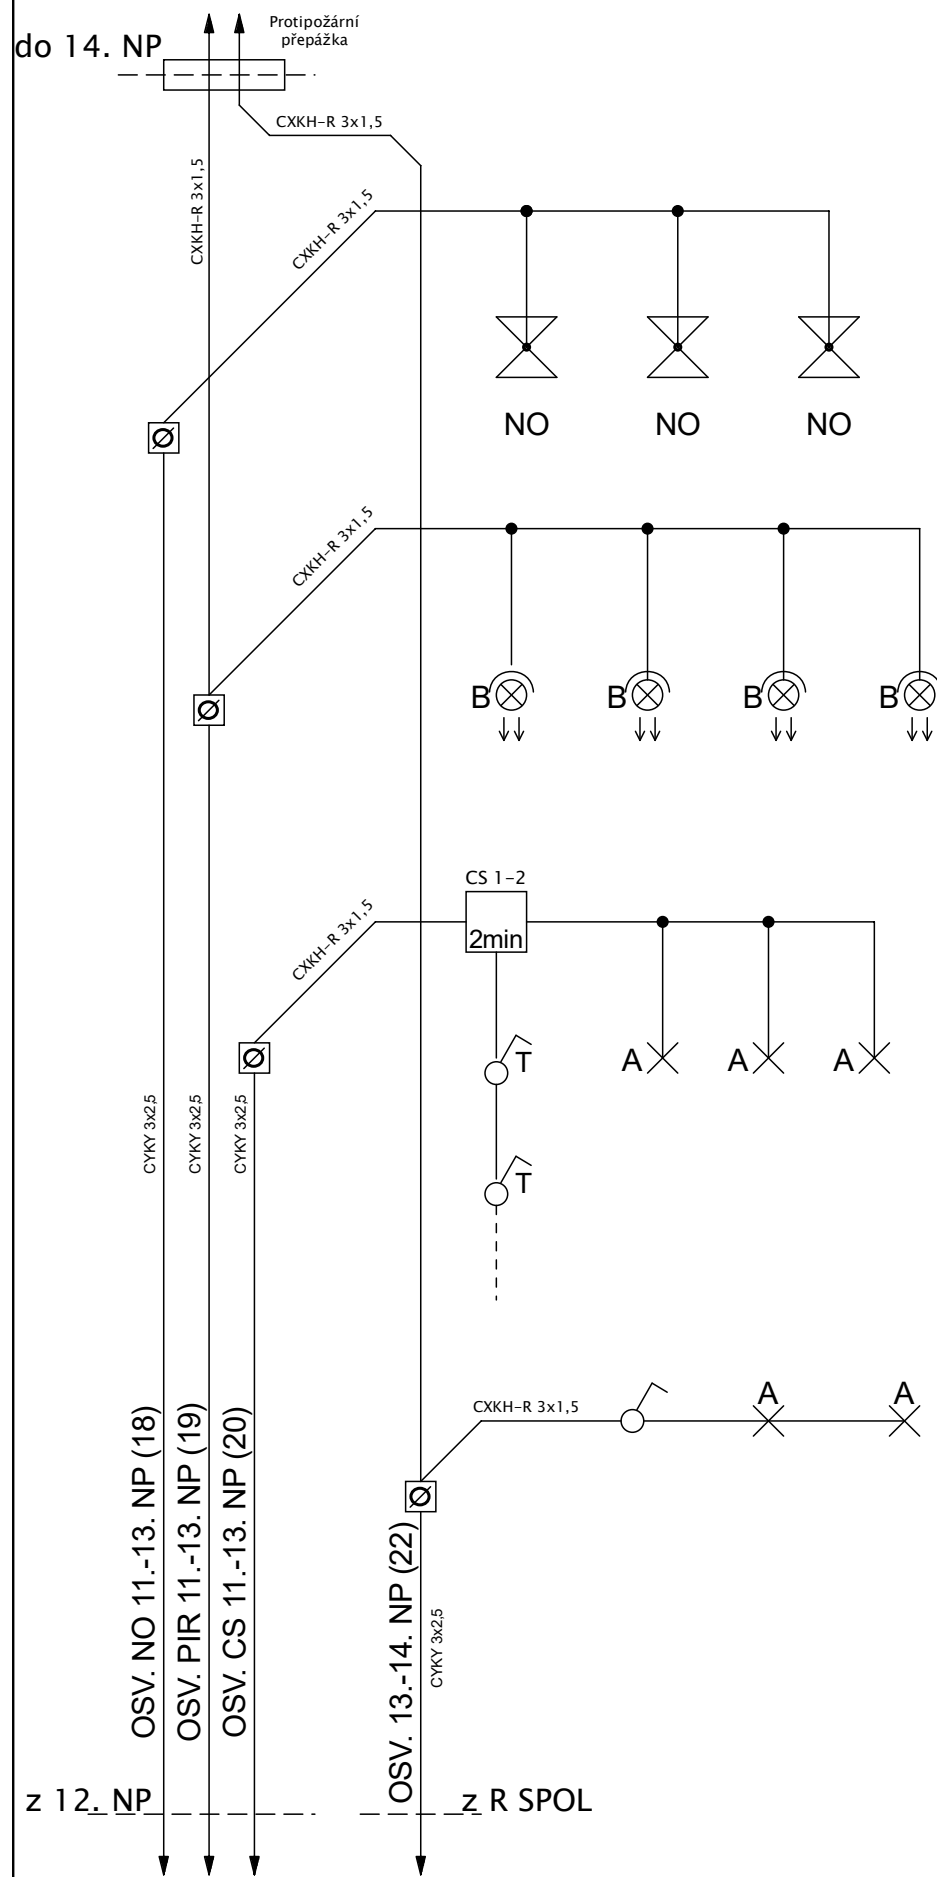 Protipožární
přepážka
do 14. NP
CXKH-R 3x1,5
CXKH-R 3x1,5
CXKH-R 3x1,5
NO
NO
NO
CXKH-R 3x1,5
B
B
B
B
CS 1-2
2min
CXKH-R 3x1,5
T
A
A
A
CYKY 3x2,5
CYKY 3x2,5
CYKY 3x2,5
T
A
A
CXKH-R 3x1,5
OSV. NO 11.-13. NP (18)
OSV. PIR 11.-13. NP (19)
OSV. CS 11.-13. NP (20)
OSV. 13.-14. NP (22)
CYKY 3x2,5
z 12. NP
z R SPOL